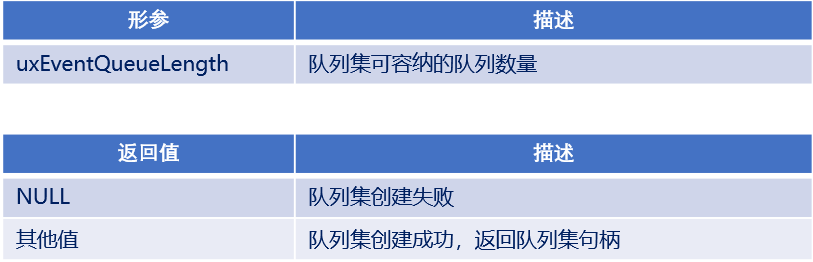 形参 描述
uxEventQueueLength 队列集可容纳的队列数量
返回值 描述
NULL 队列集创建失败
其他值 队列集创建成功，返回队列集句柄